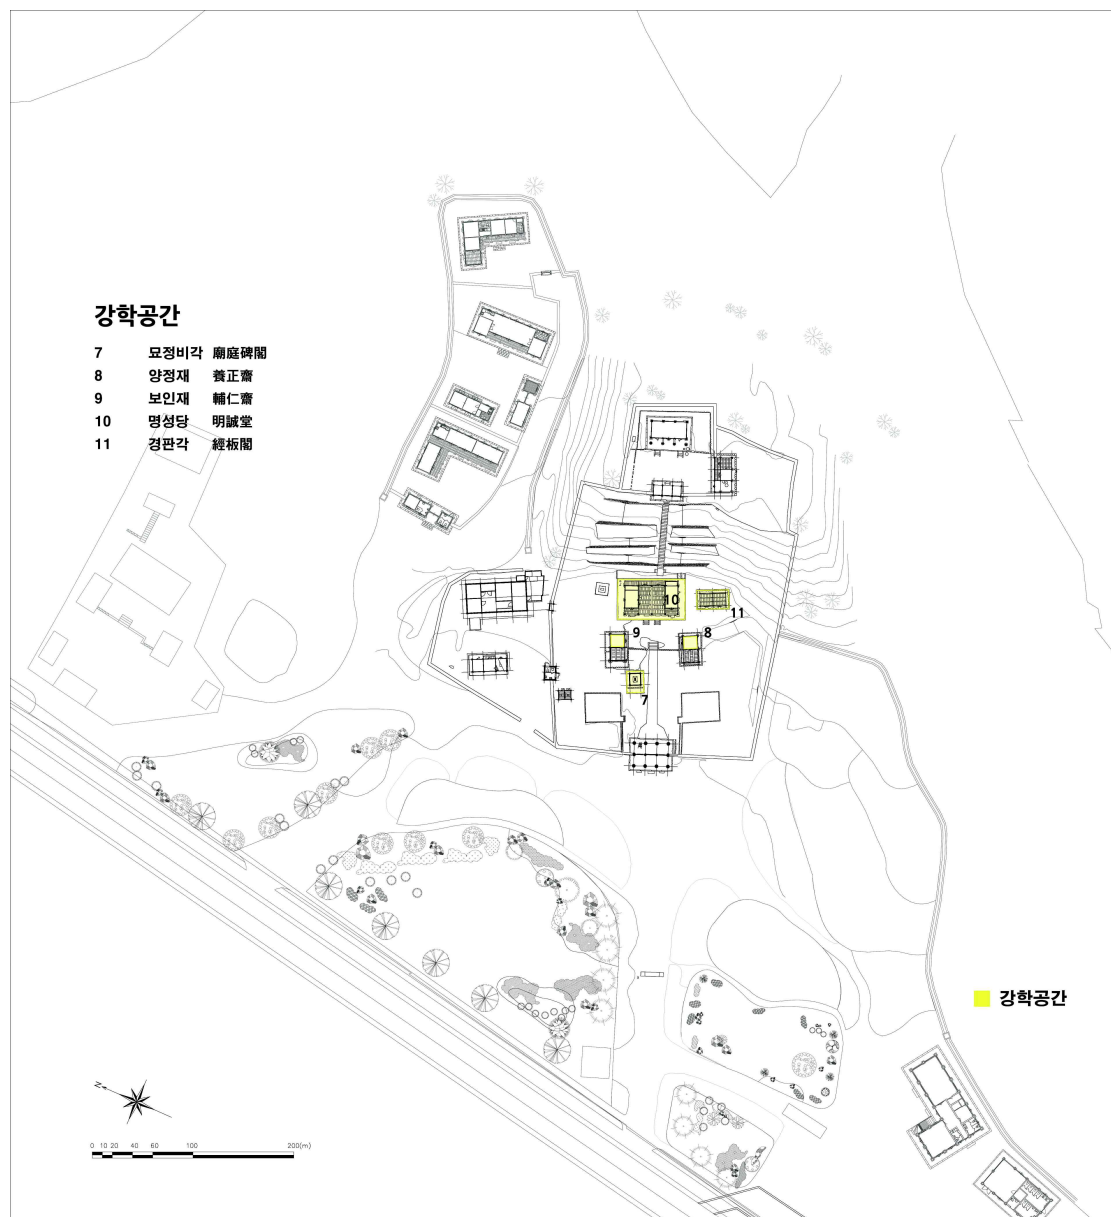 강학공간
7 묘정비각 廟庭碑閣
8 양정재 養正齋
9 보인재 輔仁齋
10 명성당 明誠堂
11 경판각 經板閣
10
11
9
8
7
강학공간
N
0 10 20 40 60 100 200(m)